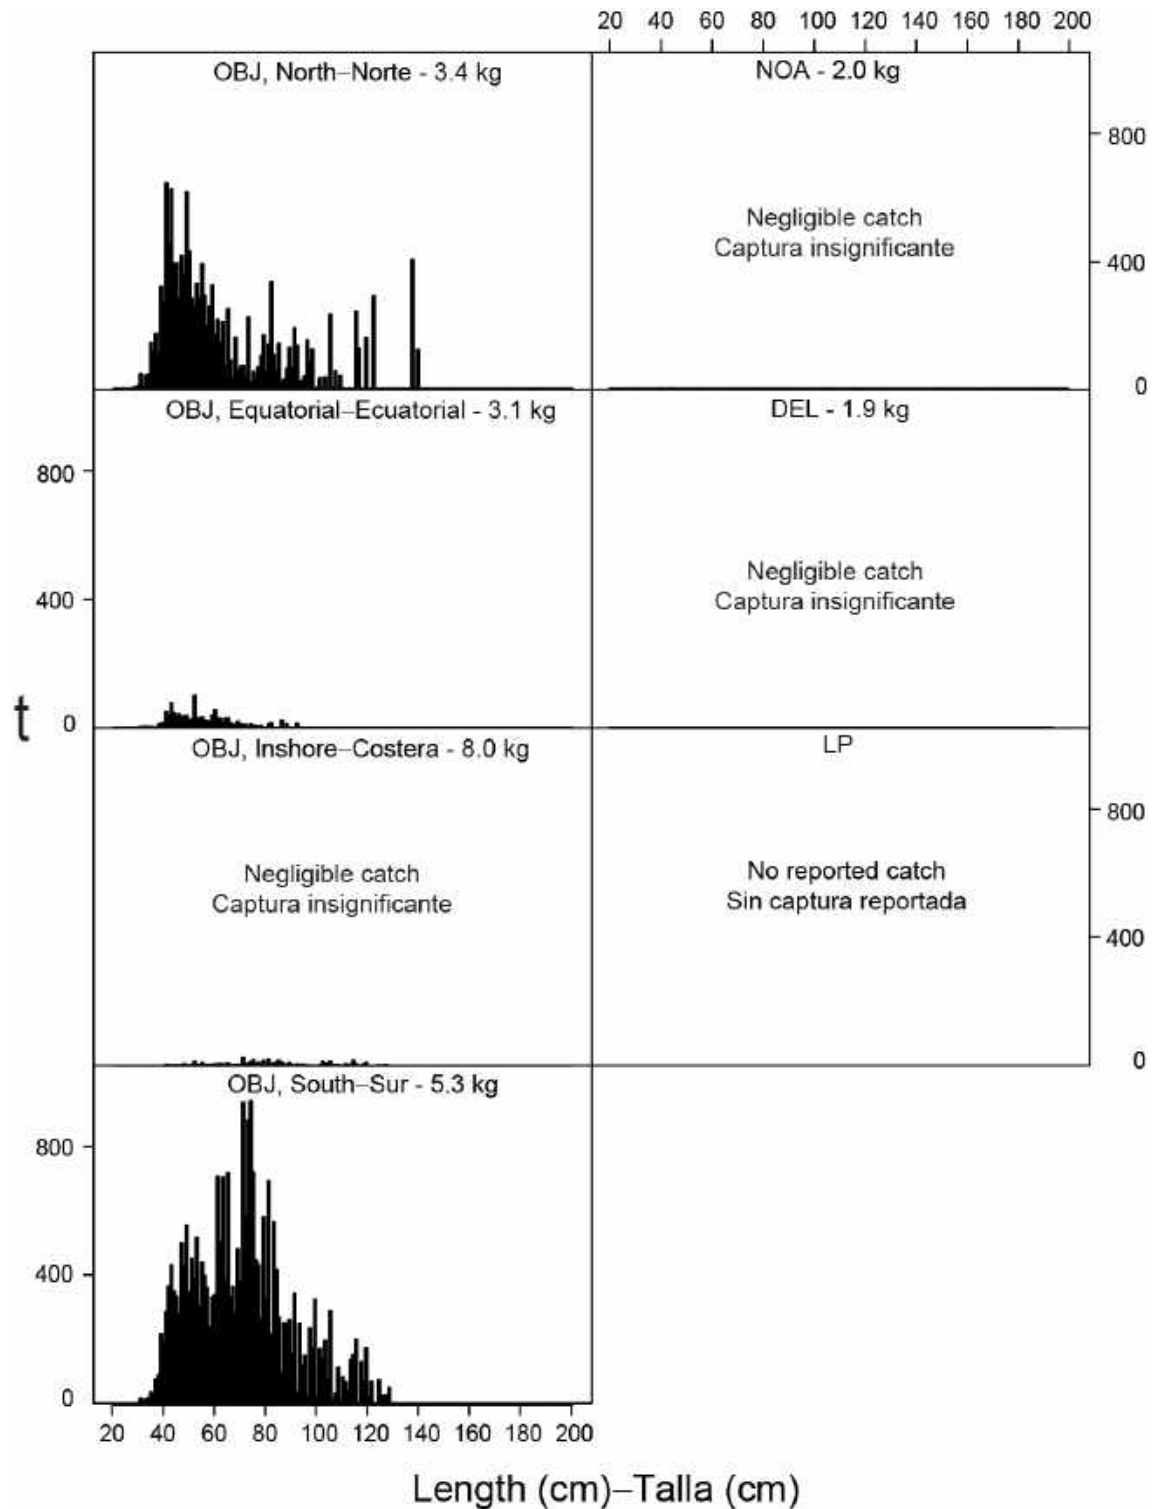 20 40 60 80 100 120 140 160 180 200
OBJ, North–Norte - 3.4 kg
NOA - 2.0 kg
800
Negligible catch
Captura insignificante
400
0
OBJ, Equatorial–Ecuatorial - 3.1 kg
DEL - 1.9 kg
800
Negligible catch
Captura insignificante
400
t
0
OBJ, Inshore–Costera - 8.0 kg
LP
800
Negligible catch
Captura insignificante
No reported catch
Sin captura reportada
400
0
OBJ, South–Sur - 5.3 kg
800
400
0
20 40 60 80 100 120 140 160 180 200
Length (cm)–Talla (cm)